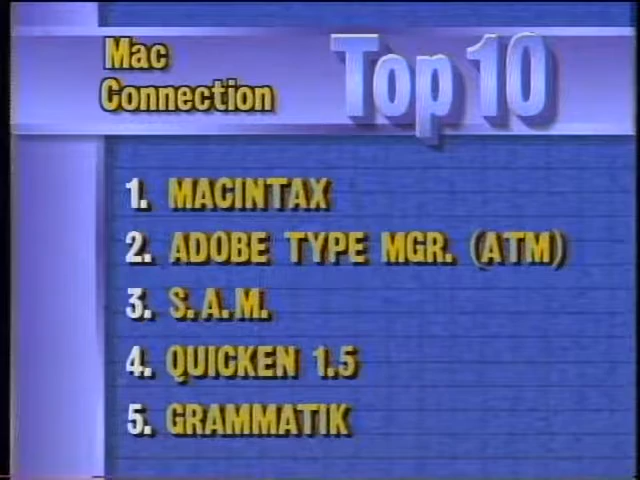 Mac
Connection
Top 10
1. MACINTAX
2. ADOBE TYPE MGR. (ATM)
3. S.A.M.
4. QUICKEN 1.5
5. GRAMMATIK